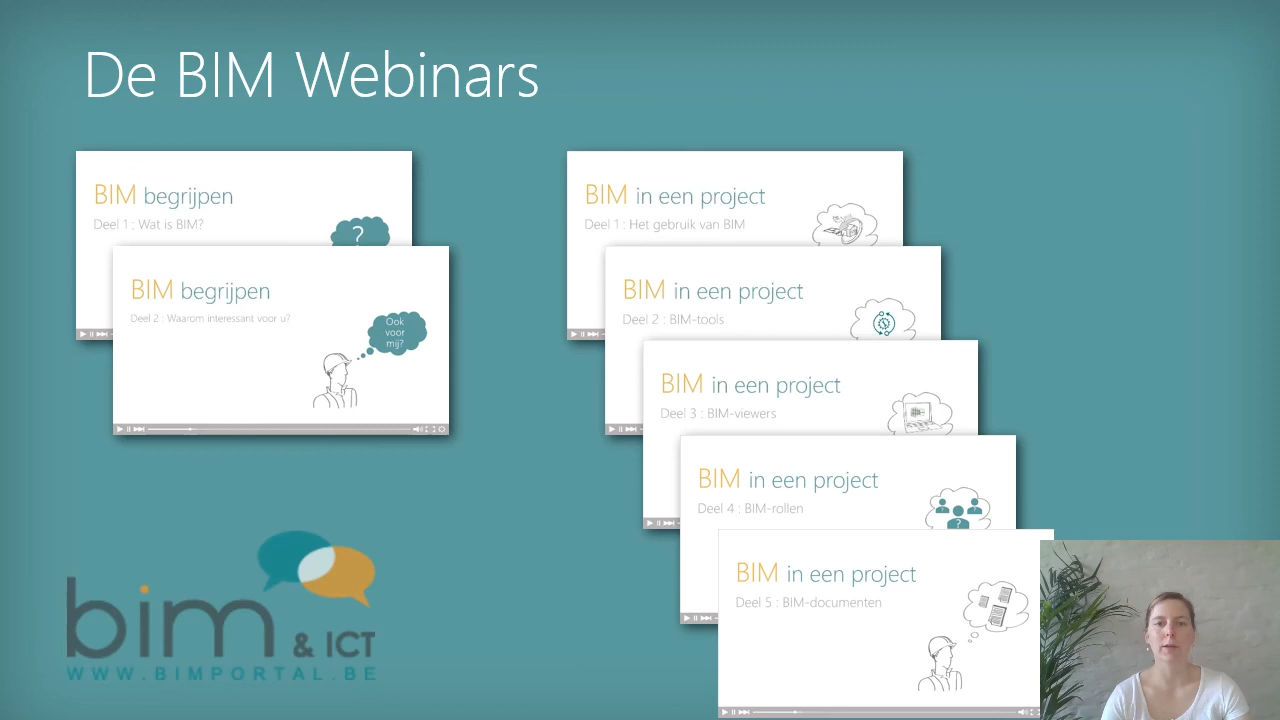 De BIM Webinars
BIM begrijpen
Deel 1 : Wat is BIM?
?
BIM begrijpen
Deel 2 : Waarom interessant voor u?
Ook
voor
mij?
BIM in een project
Deel 1 : Het gebruik van BIM
BIM in een project
Deel 2 : BIM-tools
BIM in een project
Deel 3 : BIM-viewers
BIM in een project
Deel 4 : BIM-rollen
?
BIM in een project
Deel 5 : BIM-documenten
bim & ICT
WWW.BIMPORTAL.BE